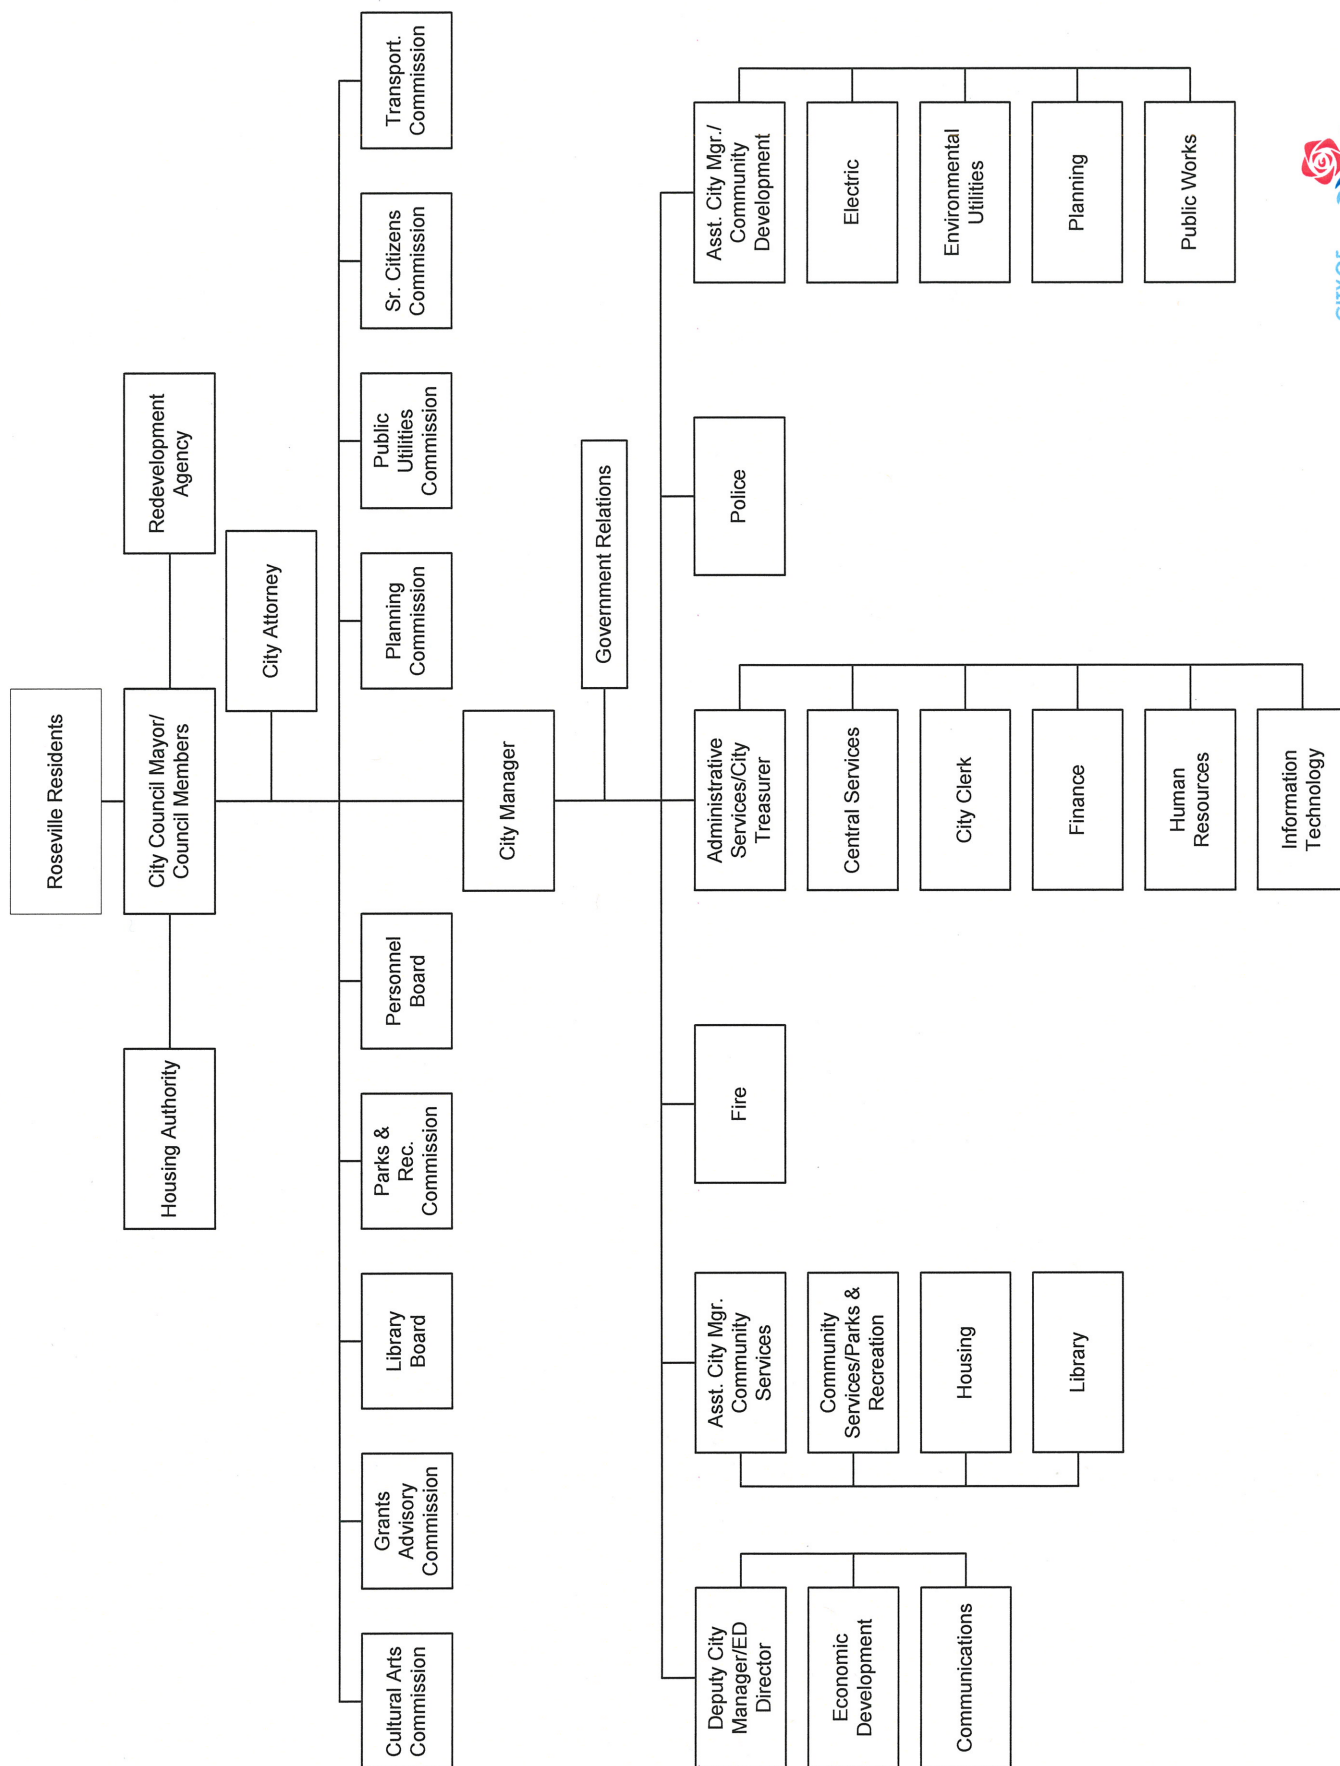 Roseville Residents
Housing Authority
City Council Mayor/
Council Members
Redevelopment
Agency
City Attorney
Cultural Arts
Commission
Grants
Advisory
Commission
Library
Board
Parks &
Rec.
Commission
Personnel
Board
Planning
Commission
Public
Utilities
Commission
Sr. Citizens
Commission
Transport.
Commission
City Manager
Government Relations
Deputy City
Manager/ED
Director
Economic
Development
Communications
Asst. City Mgr.
Community
Services
Community
Services/Parks &
Recreation
Housing
Library
Fire
Administrative
Services/City
Treasurer
Central Services
City Clerk
Finance
Human
Resources
Information
Technology
Police
Asst. City Mgr./
Community
Development
Electric
Environmental
Utilities
Planning
Public Works
CITY OF